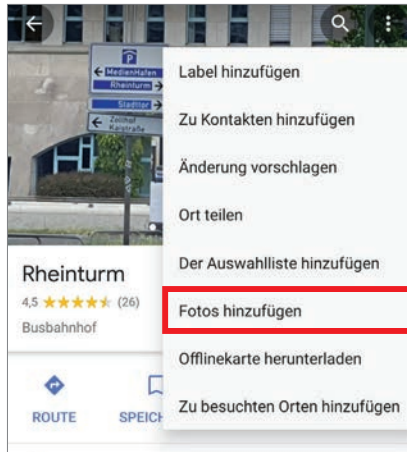 P
MedienHafen
Rheinturm
Stadttor
Zollhof
Kaistraße
Label hinzufügen
Zu Kontakten hinzufügen
Änderung vorschlagen
Ort teilen
Der Auswahlliste hinzufügen
Fotos hinzufügen
Offlinekarte herunterladen
Zu besuchten Orten hinzufügen
Rheinturm
4,5 (26)
Busbahnhof
ROUTE
SPEICH